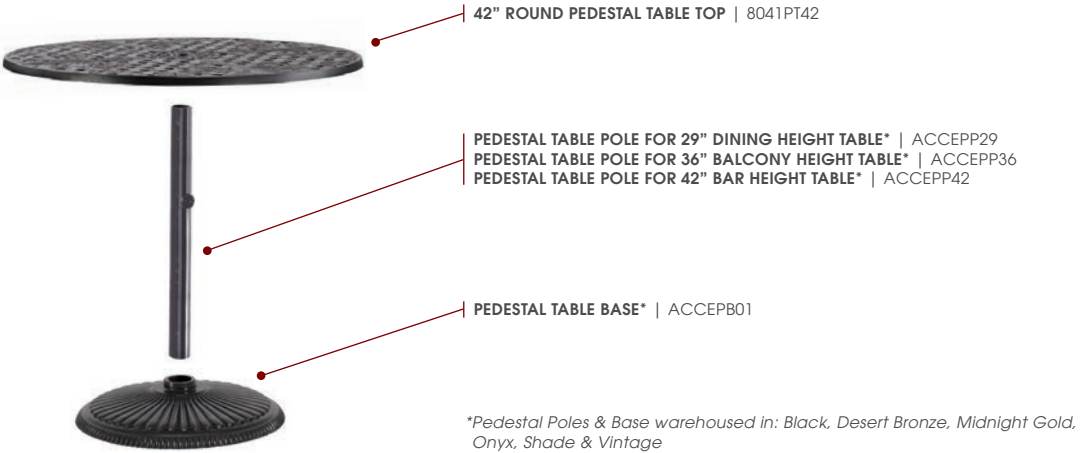 42” ROUND PEDESTAL TABLE TOP | 8041PT42
PEDESTAL TABLE POLE FOR 29” DINING HEIGHT TABLE* | ACCEPP29
PEDESTAL TABLE POLE FOR 36” BALCONY HEIGHT TABLE* | ACCEPP36
PEDESTAL TABLE POLE FOR 42” BAR HEIGHT TABLE* | ACCEPP42
PEDESTAL TABLE BASE* | ACCEPB01
*Pedestal Poles & Base warehoused in: Black, Desert Bronze, Midnight Gold,
Onyx, Shade & Vintage